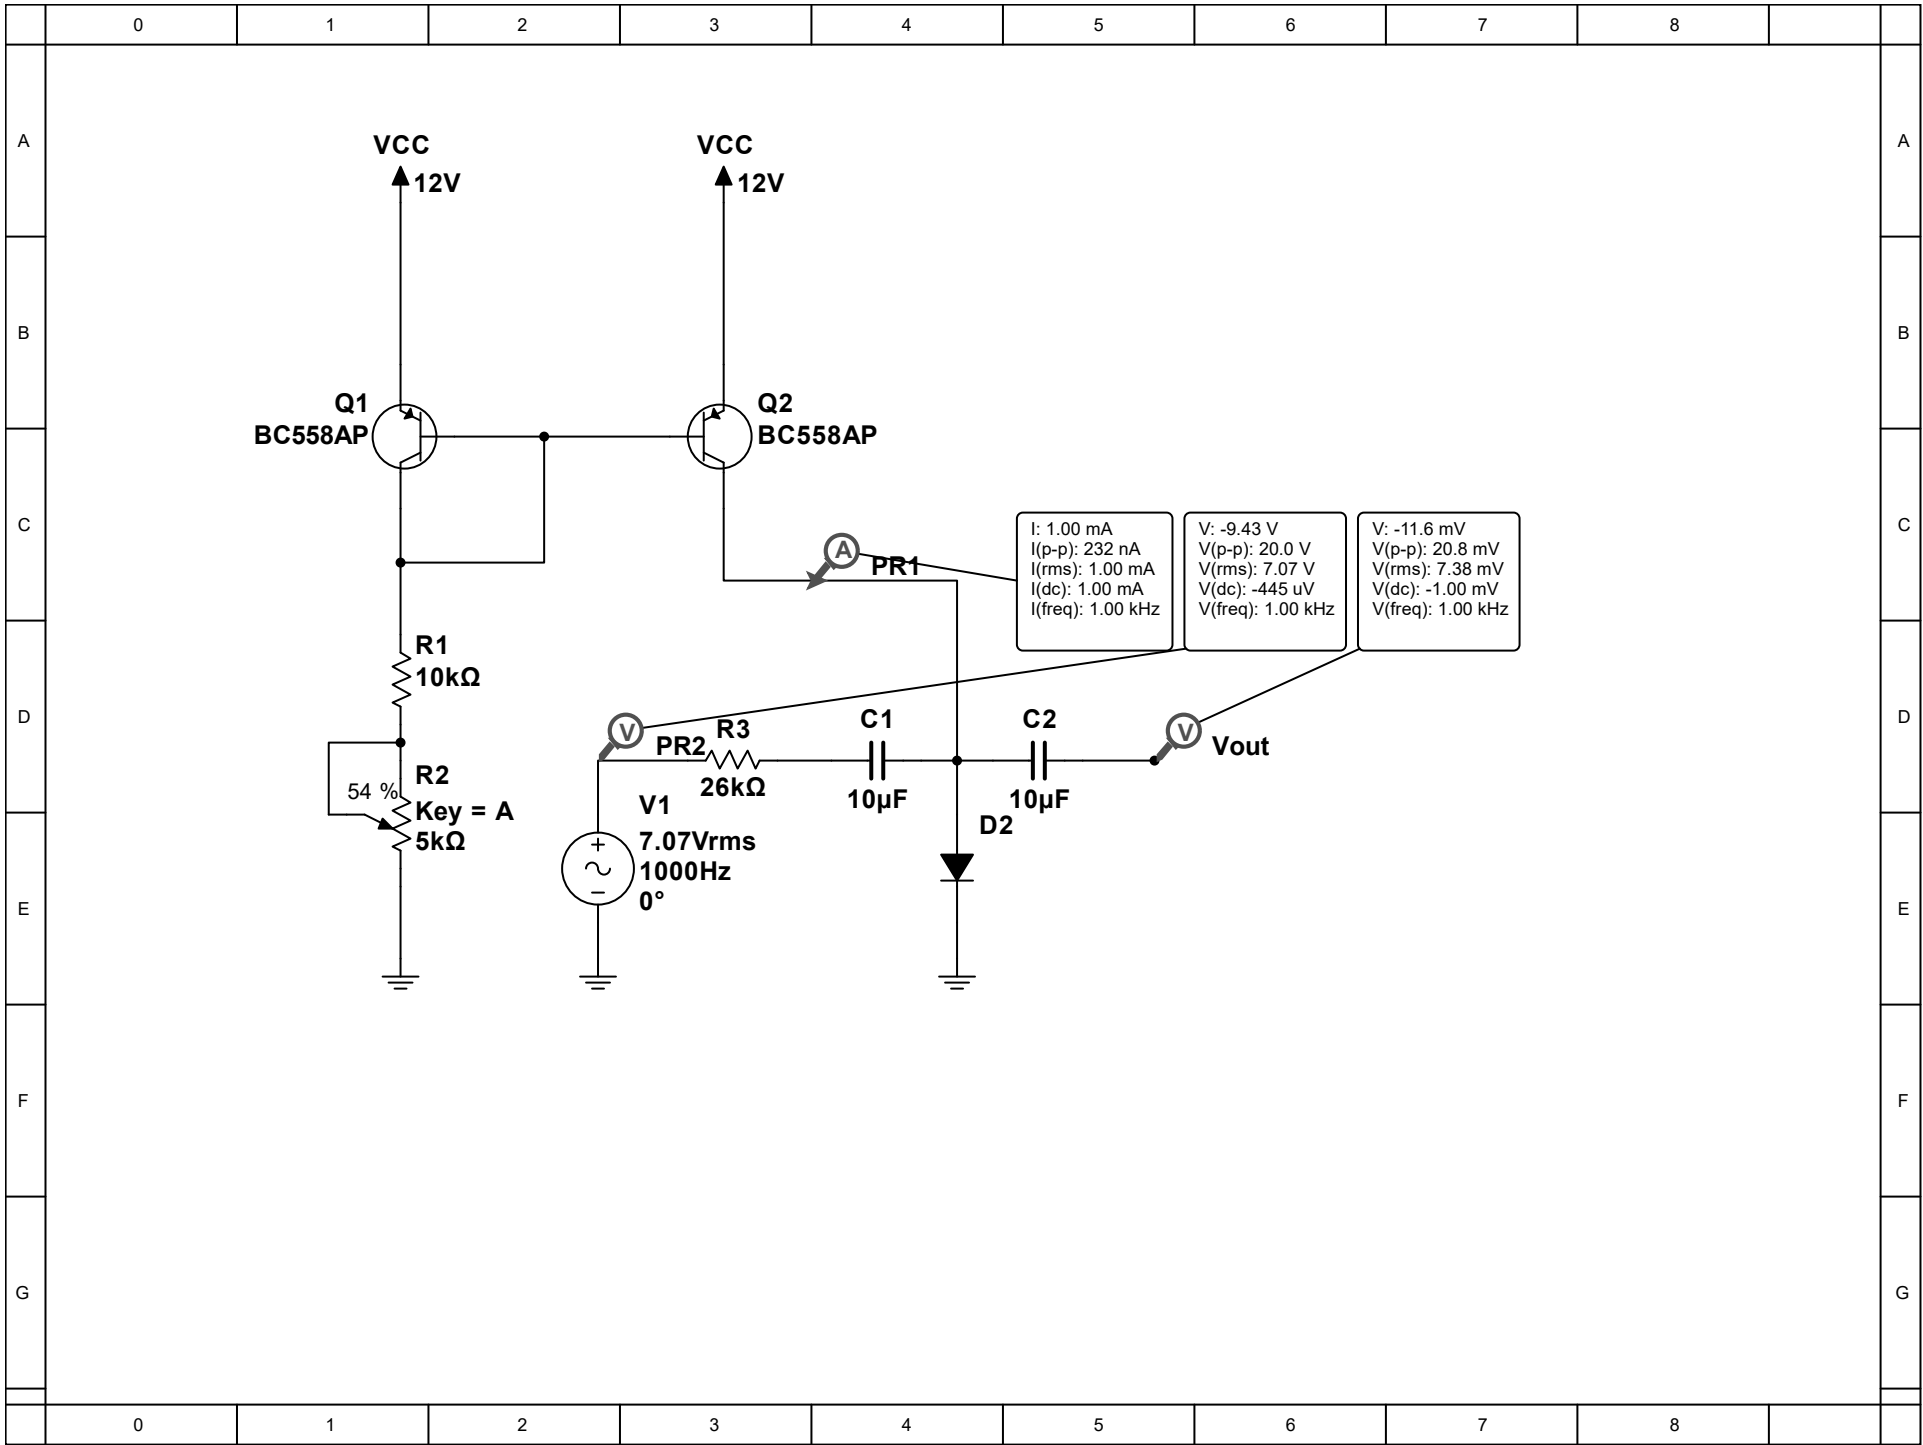 0 1 2 3 4 5 6 7 8
A A
VCC VCC
12V 12V
B B
Q1 Q2
BC558AP BC558AP
C C
I: 1.00 mA
I(p-p): 232 nA
I(rms): 1.00 mA
I(dc): 1.00 mA
I(freq): 1.00 kHz
V: -9.43 V
V(p-p): 20.0 V
V(rms): 7.07 V
V(dc): -445 uV
V(freq): 1.00 kHz
V: -11.6 mV
V(p-p): 20.8 mV
V(rms): 7.38 mV
V(dc): -1.00 mV
V(freq): 1.00 kHz
A
PR1
R1
10kΩ
D D
V
PR2
R3
26kΩ
C1
10µF
C2
10µF
V
Vout
R2
54 %
Key = A
5kΩ
V1
7.07Vrms
1000Hz
0°
D2
E E
F F
G G
0 1 2 3 4 5 6 7 8